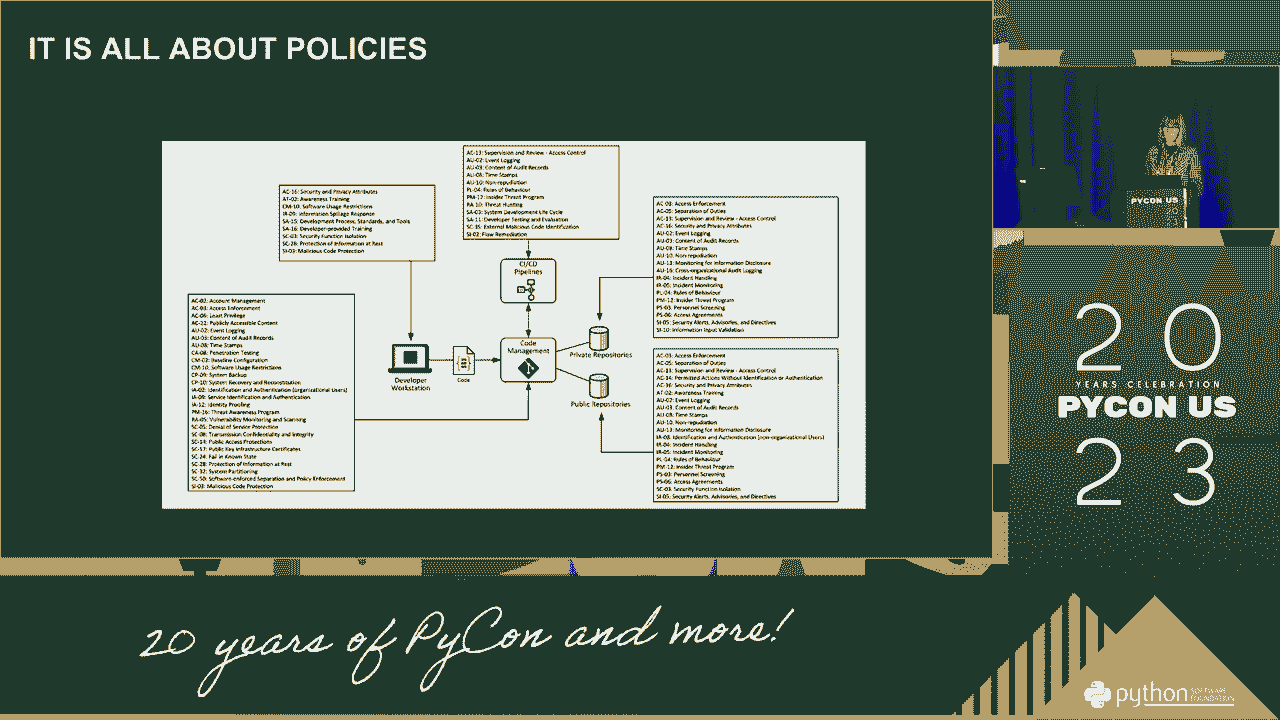 IT IS ALL ABOUT POLICIES
AC-13: Supervision and Review - Access Control
AU-02: Event Logging
AU-03: Content of Audit Records
AU-08: Time Stamps
AU-10: Non-repudiation
PL-04: Rules of Behaviour
PM-12: Insider Threat Program
RA-10: Threat Hunting
SA-03: System Development Life Cycle
SA-11: Developer Testing and Evaluation
SC-35: External Malicious Code Identification
SI-02: Flaw Remediation
AC-16: Security and Privacy Attributes
AT-02: Awareness Training
CM-10: Software Usage Restrictions
IR-09: Information Spillage Response
SA-15: Development Process, Standards, and Tools
SA-16: Developer-provided Training
SC-03: Security Function Isolation
SC-28: Protection of Information at Rest
SI-03: Malicious Code Protection
AC-03: Access Enforcement
AC-05: Separation of Duties
AC-13: Supervision and Review - Access Control
AC-16: Security and Privacy Attributes
AU-02: Event Logging
AU-03: Content of Audit Records
AU-08: Time Stamps
AU-10: Non-repudiation
AU-13: Monitoring for Information Disclosure
AU-16: Cross-organizational Audit Logging
IR-04: Incident Handling
IR-05: Incident Monitoring
PL-04: Rules of Behaviour
PM-12: Insider Threat Program
PS-03: Personnel Screening
PS-06: Access Agreements
SI-05: Security Alerts, Advisories, and Directives
SI-10: Information Input Validation
CI/CD
Pipelines
AC-02: Account Management
AC-03: Access Enforcement
AC-06: Least Privilege
AC-22: Publicly Accessible Content
AU-02: Event Logging
AU-03: Content of Audit Records
AU-08: Time Stamps
CA-08: Penetration Testing
CM-02: Baseline Configuration
CM-10: Software Usage Restrictions
CP-09: System Backup
CP-10: System Recovery and Reconstitution
IA-02: Identification and Authentication (organizational Users)
IA-09: Service Identification and Authentication
IA-12: Identity Proofing
PM-16: Threat Awareness Program
RA-05: Vulnerability Monitoring and Scanning
SC-05: Denial of Service Protection
SC-08: Transmission Confidentiality and Integrity
SC-14: Public Access Protections
SC-17: Public Key Infrastructure Certificates
SC-24: Fail in Known State
SC-28: Protection of Information at Rest
SC-32: System Partitioning
SC-50: Software-enforced Separation and Policy Enforcement
SI-03: Malicious Code Protection
Developer
Workstation
Code
Code
Management
Private Repositories
Public Repositories
AC-03: Access Enforcement
AC-05: Separation of Duties
AC-13: Supervision and Review - Access Control
AC-14: Permitted Actions Without Identification or Authentication
AC-16: Security and Privacy Attributes
AT-02: Awareness Training
AU-02: Event Logging
AU-03: Content of Audit Records
AU-08: Time Stamps
AU-10: Non-repudiation
AU-13: Monitoring for Information Disclosure
IA-08: Identification and Authentication (non-organizational Users)
IR-04: Incident Handling
IR-05: Incident Monitoring
PL-04: Rules of Behaviour
PM-12: Insider Threat Program
PS-03: Personnel Screening
PS-06: Access Agreements
SC-03: Security Function Isolation
SI-05: Security Alerts, Advisories, and Directives
20
PYCON US
23
20 years of PyCon and more!
python SOFTWARE
FOUNDATION